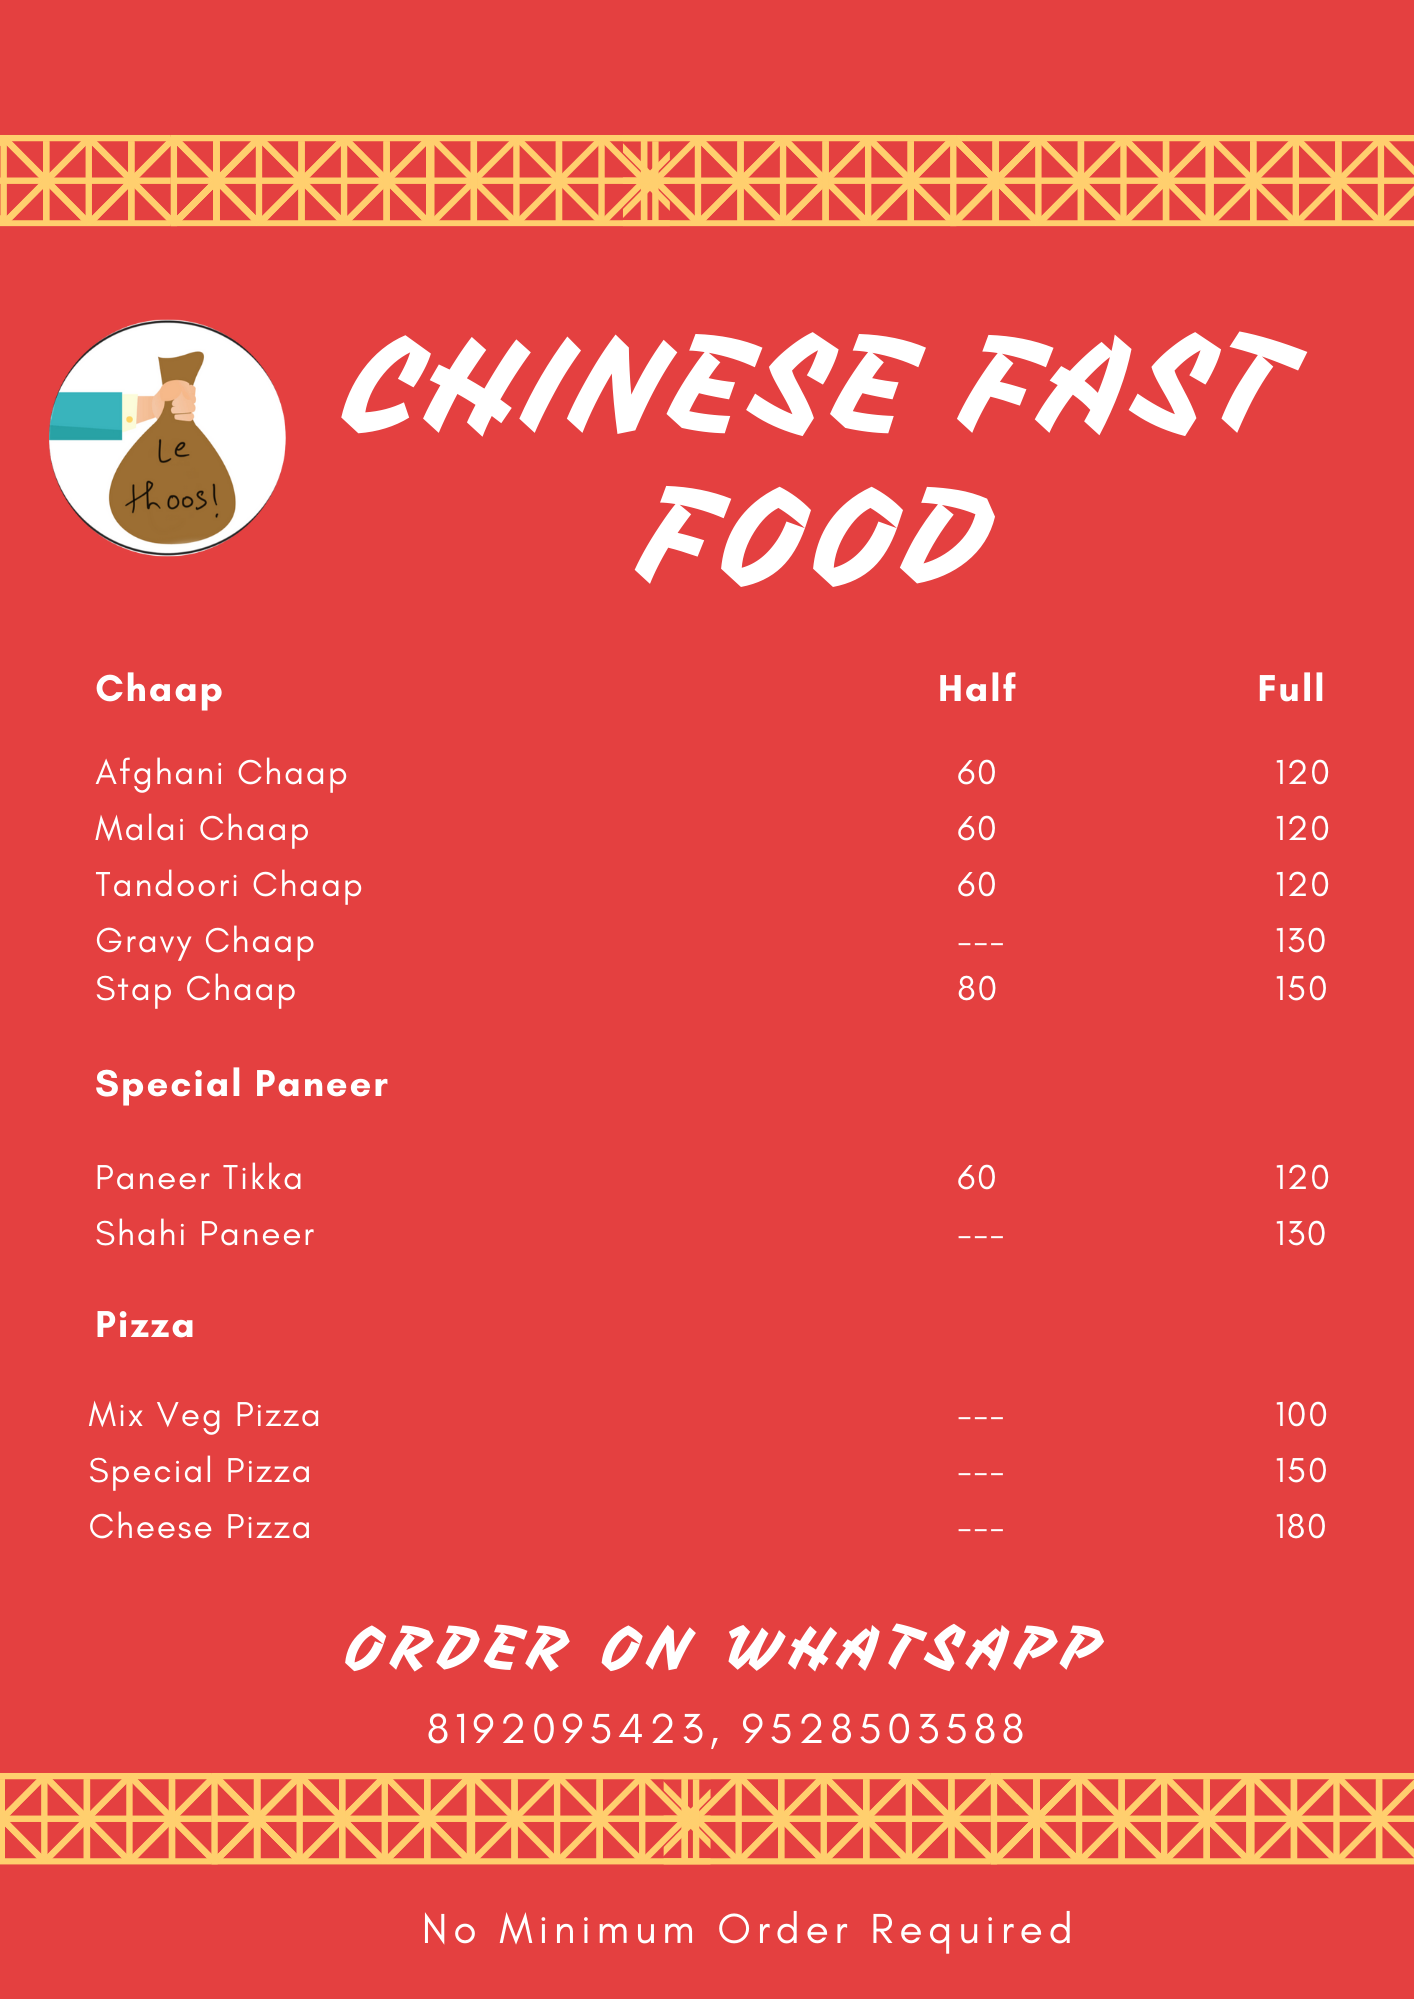 Le
thoos!
CHINESE FAST
FOOD
Chaap Half Full
Afghani Chaap 60 120
Malai Chaap 60 120
Tandoori Chaap 60 120
Gravy Chaap --- 130
Stap Chaap 80 150
Special Paneer
Paneer Tikka 60 120
Shahi Paneer --- 130
Pizza
Mix Veg Pizza --- 100
Special Pizza --- 150
Cheese Pizza --- 180
ORDER ON WHATSAPP
8192095423, 9528503588
No Minimum Order Required